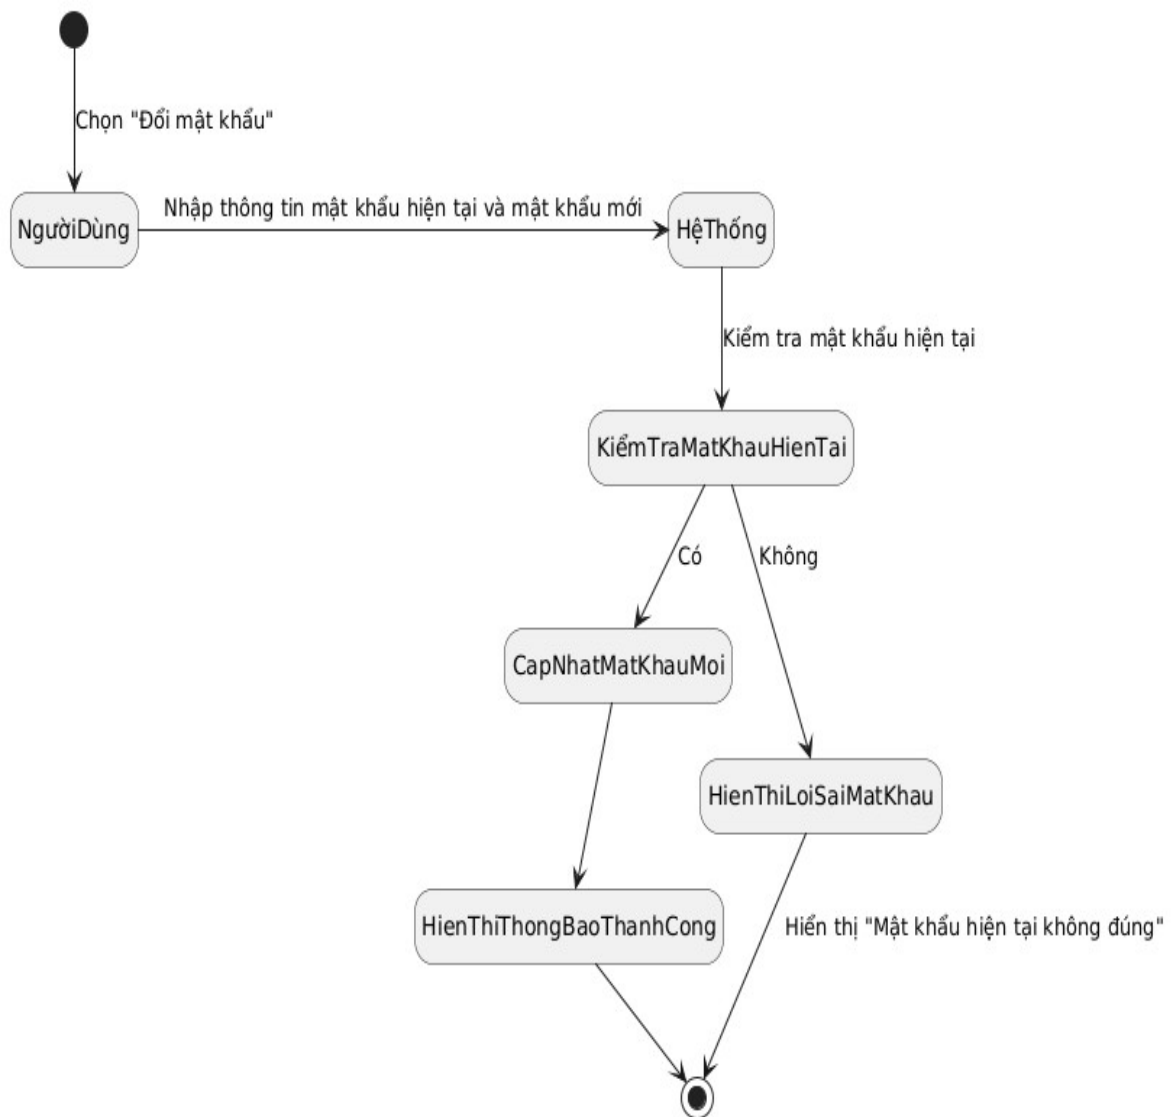 Chọn "Đổi mật khẩu"
NgườiDùng
Nhập thông tin mật khẩu hiện tại và mật khẩu mới
HệThống
Kiểm tra mật khẩu hiện tại
KiểmTraMatKhauHienTai
Có
Không
CapNhatMatKhauMoi
HienThiLoiSaiMatKhau
HienThiThongBaoThanhCong
Hiển thị "Mật khẩu hiện tại không đúng"